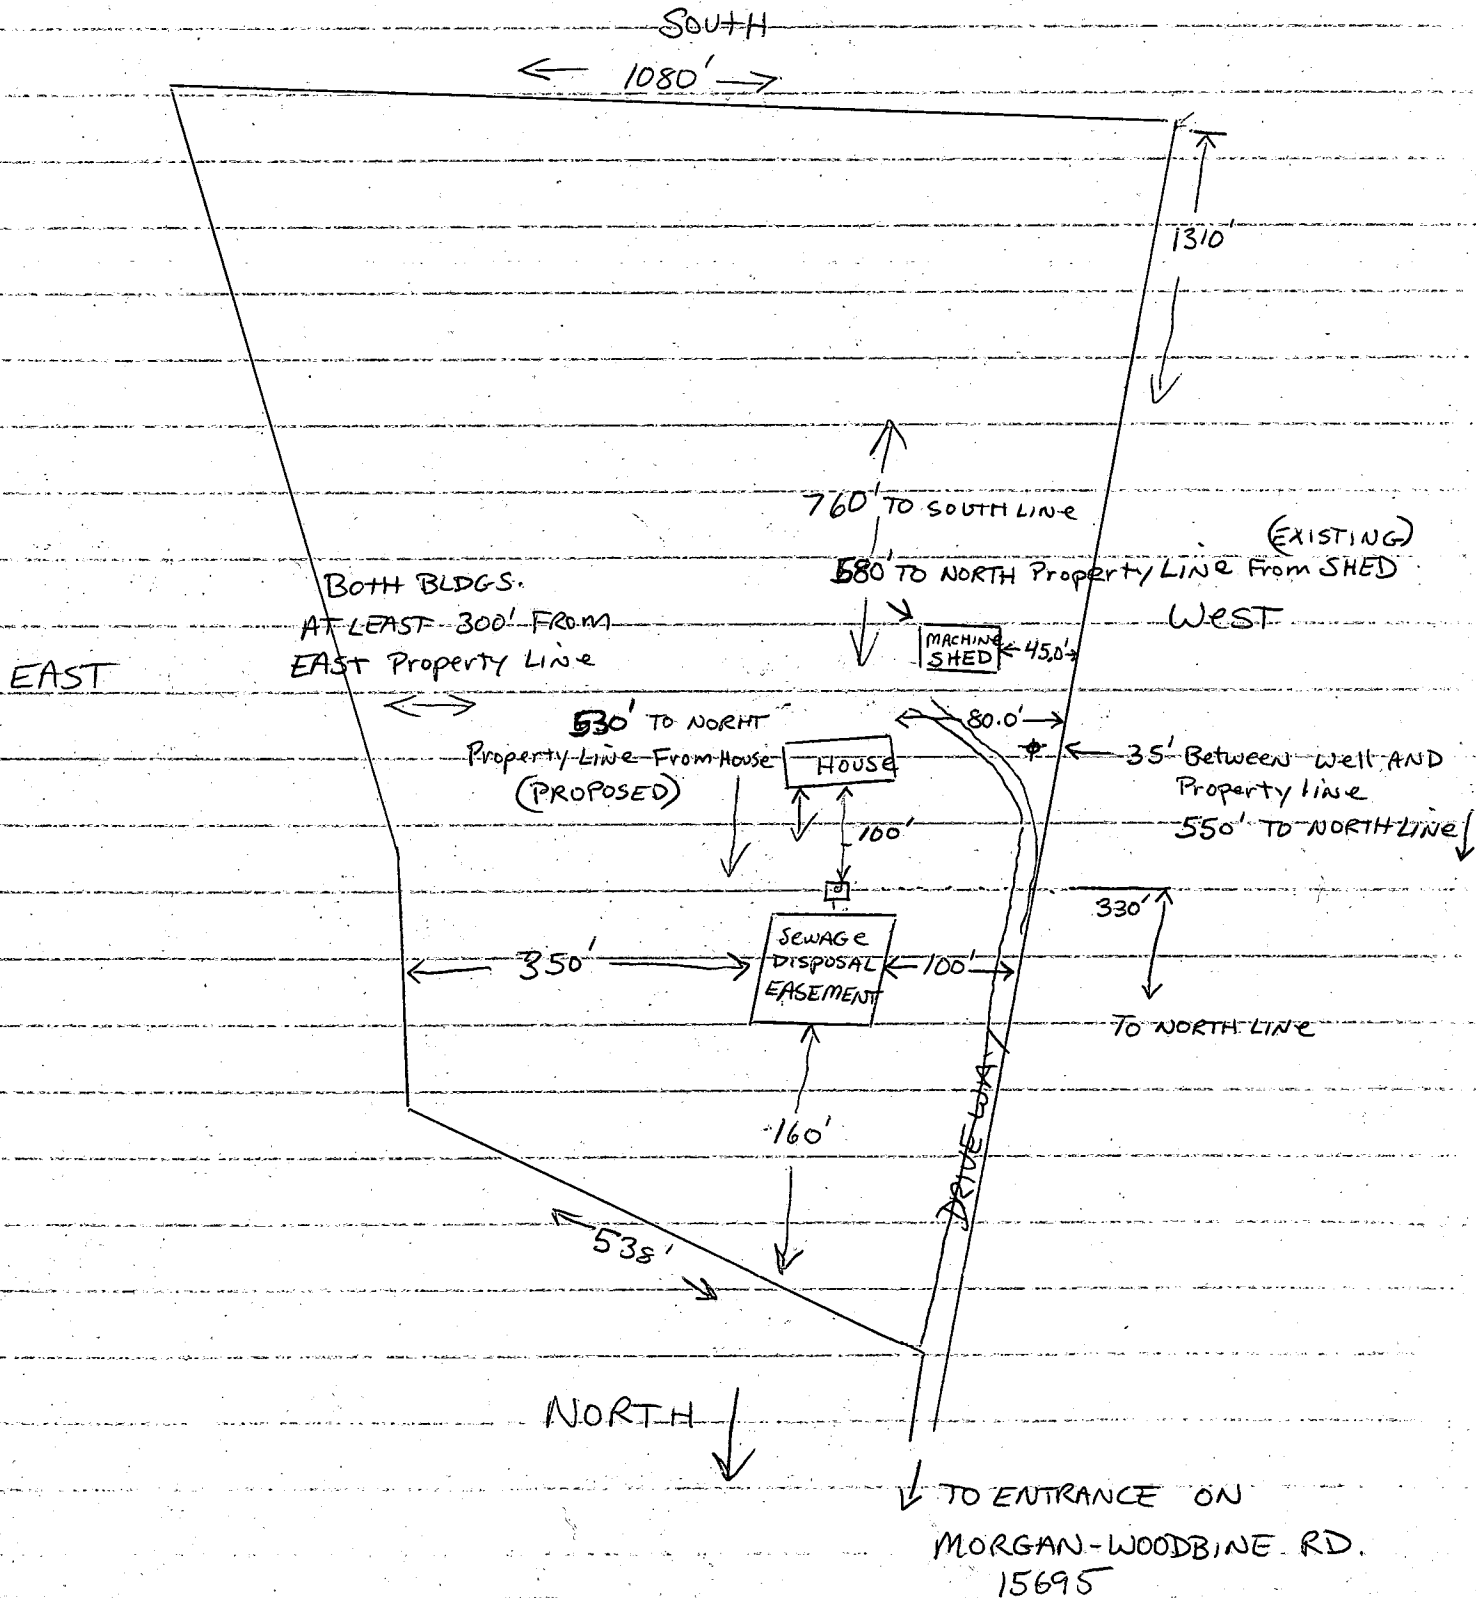 SOUTH
1080'
1310'
760' TO SOUTH LINE
(EXISTING)
580' TO NORTH Property LINE From SHED
WEST
BOTH BLDGS.
AT LEAST 300' FROM
EAST Property Line
EAST
MACHINE
SHED
45.0'
530' TO NORHT
Property Line From House
(PROPOSED)
HOUSE
80.0'
35' Between well AND
Property line
550' TO NORTH LINE
100'
330'
TO NORTH LINE
SEWAGE
DISPOSAL
EASEMENT
350'
100'
160'
DRIVEWAY
538'
NORTH
TO ENTRANCE ON
MORGAN-WOODBINE RD.
15695